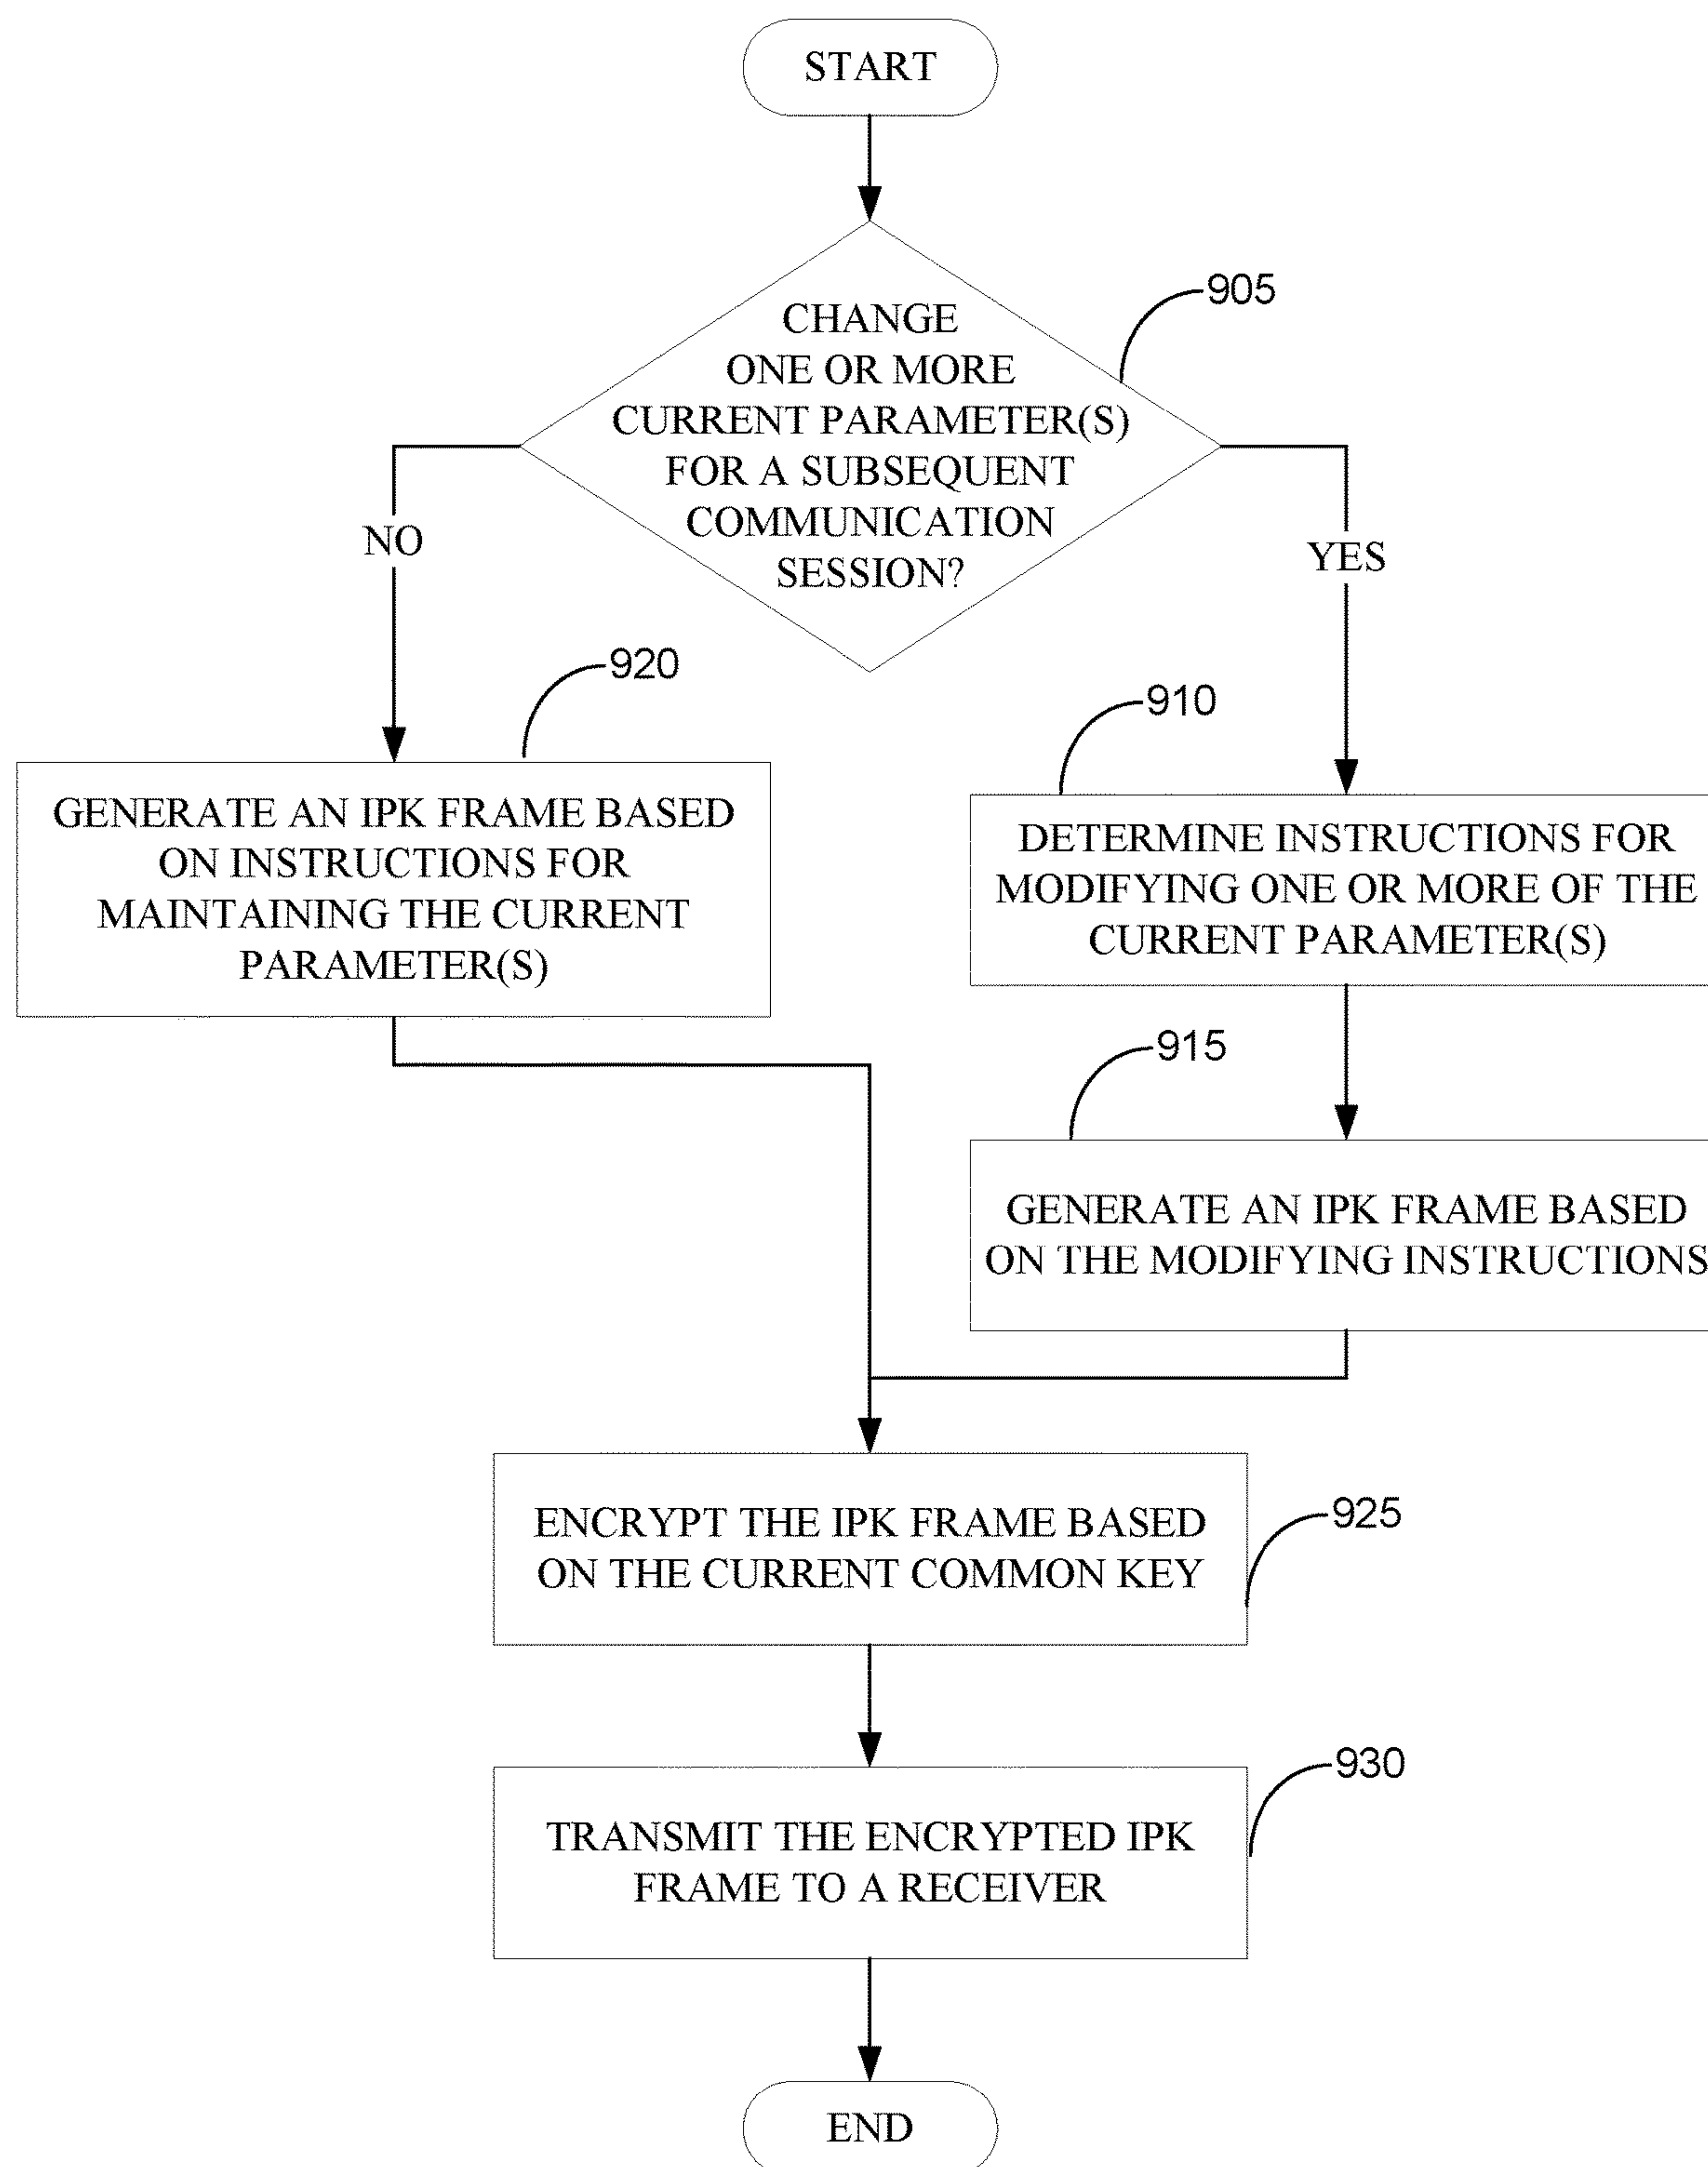 START
905
CHANGE
ONE OR MORE
CURRENT PARAMETER(S)
FOR A SUBSEQUENT
COMMUNICATION
SESSION?
NO
YES
920
GENERATE AN IPK FRAME BASED
ON INSTRUCTIONS FOR
MAINTAINING THE CURRENT
PARAMETER(S)
910
DETERMINE INSTRUCTIONS FOR
MODIFYING ONE OR MORE OF THE
CURRENT PARAMETER(S)
915
GENERATE AN IPK FRAME BASED
ON THE MODIFYING INSTRUCTIONS
925
ENCRYPT THE IPK FRAME BASED
ON THE CURRENT COMMON KEY
930
TRANSMIT THE ENCRYPTED IPK
FRAME TO A RECEIVER
END